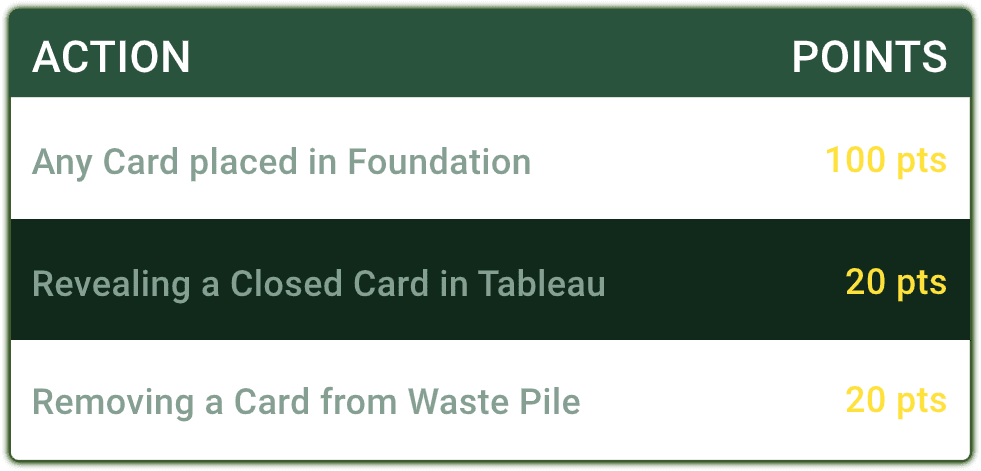 ACTION POINTS
Any Card placed in Foundation 100 pts
Revealing a Closed Card in Tableau 20 pts
Removing a Card from Waste Pile 20 pts